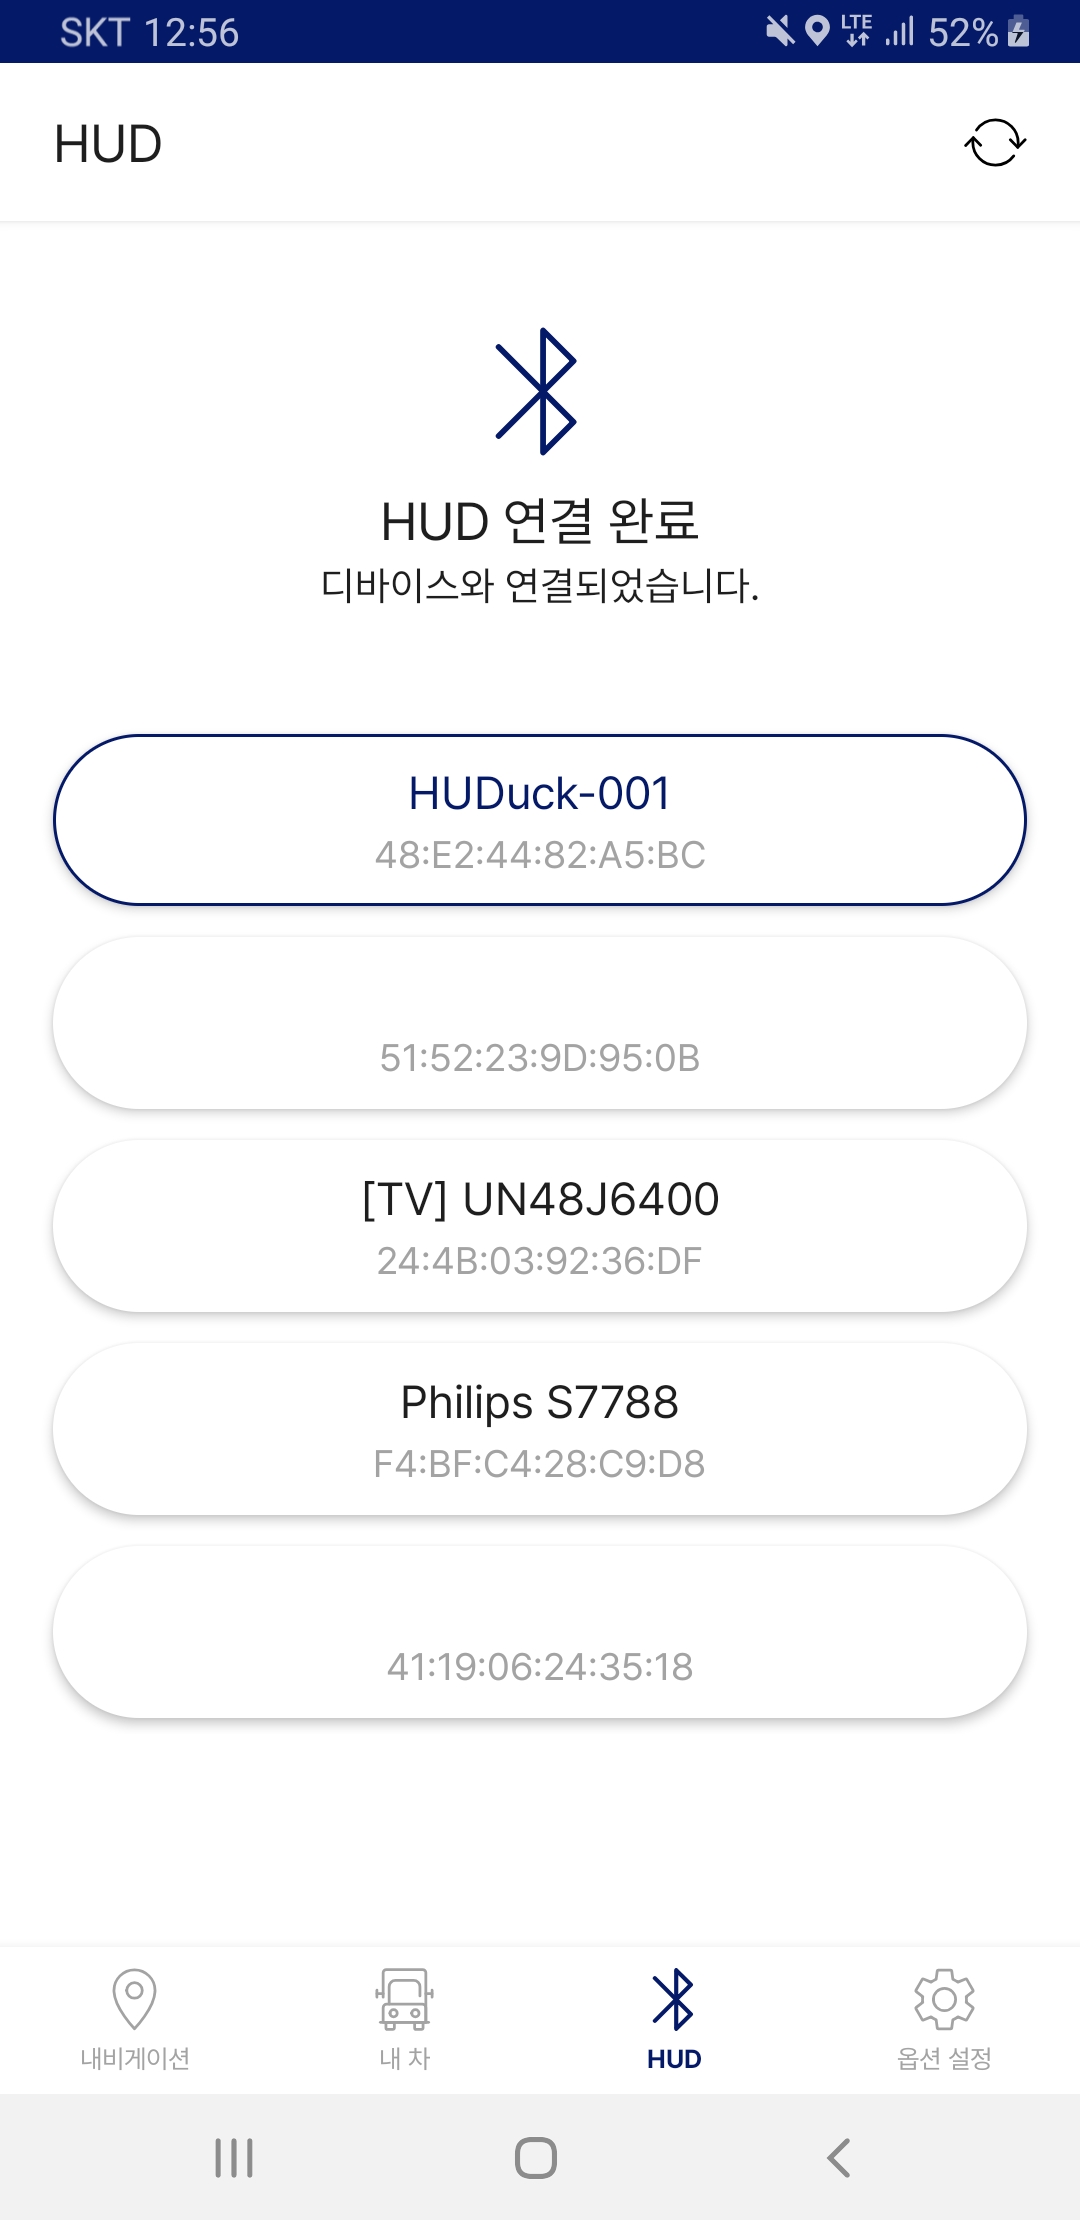 SKT 12:56 LTE 52%
HUD
HUD 연결 완료
디바이스와 연결되었습니다.
HUDuck-001
48:E2:44:82:A5:BC
51:52:23:9D:95:0B
[TV] UN48J6400
24:4B:03:92:36:DF
Philips S7788
F4:BF:C4:28:C9:D8
41:19:06:24:35:18
내비게이션 내 차 HUD 옵션 설정